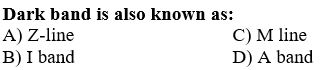 Dark band is also known as:
A) Z-line C) M line
B) I band D) A band